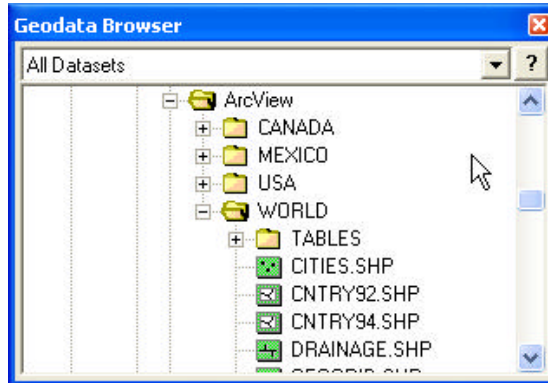 Geodata Browser
All Datasets
?
ArcView
CANADA
MEXICO
USA
WORLD
TABLES
CITIES.SHP
CNTRY92.SHP
CNTRY94.SHP
DRAINAGE.SHP